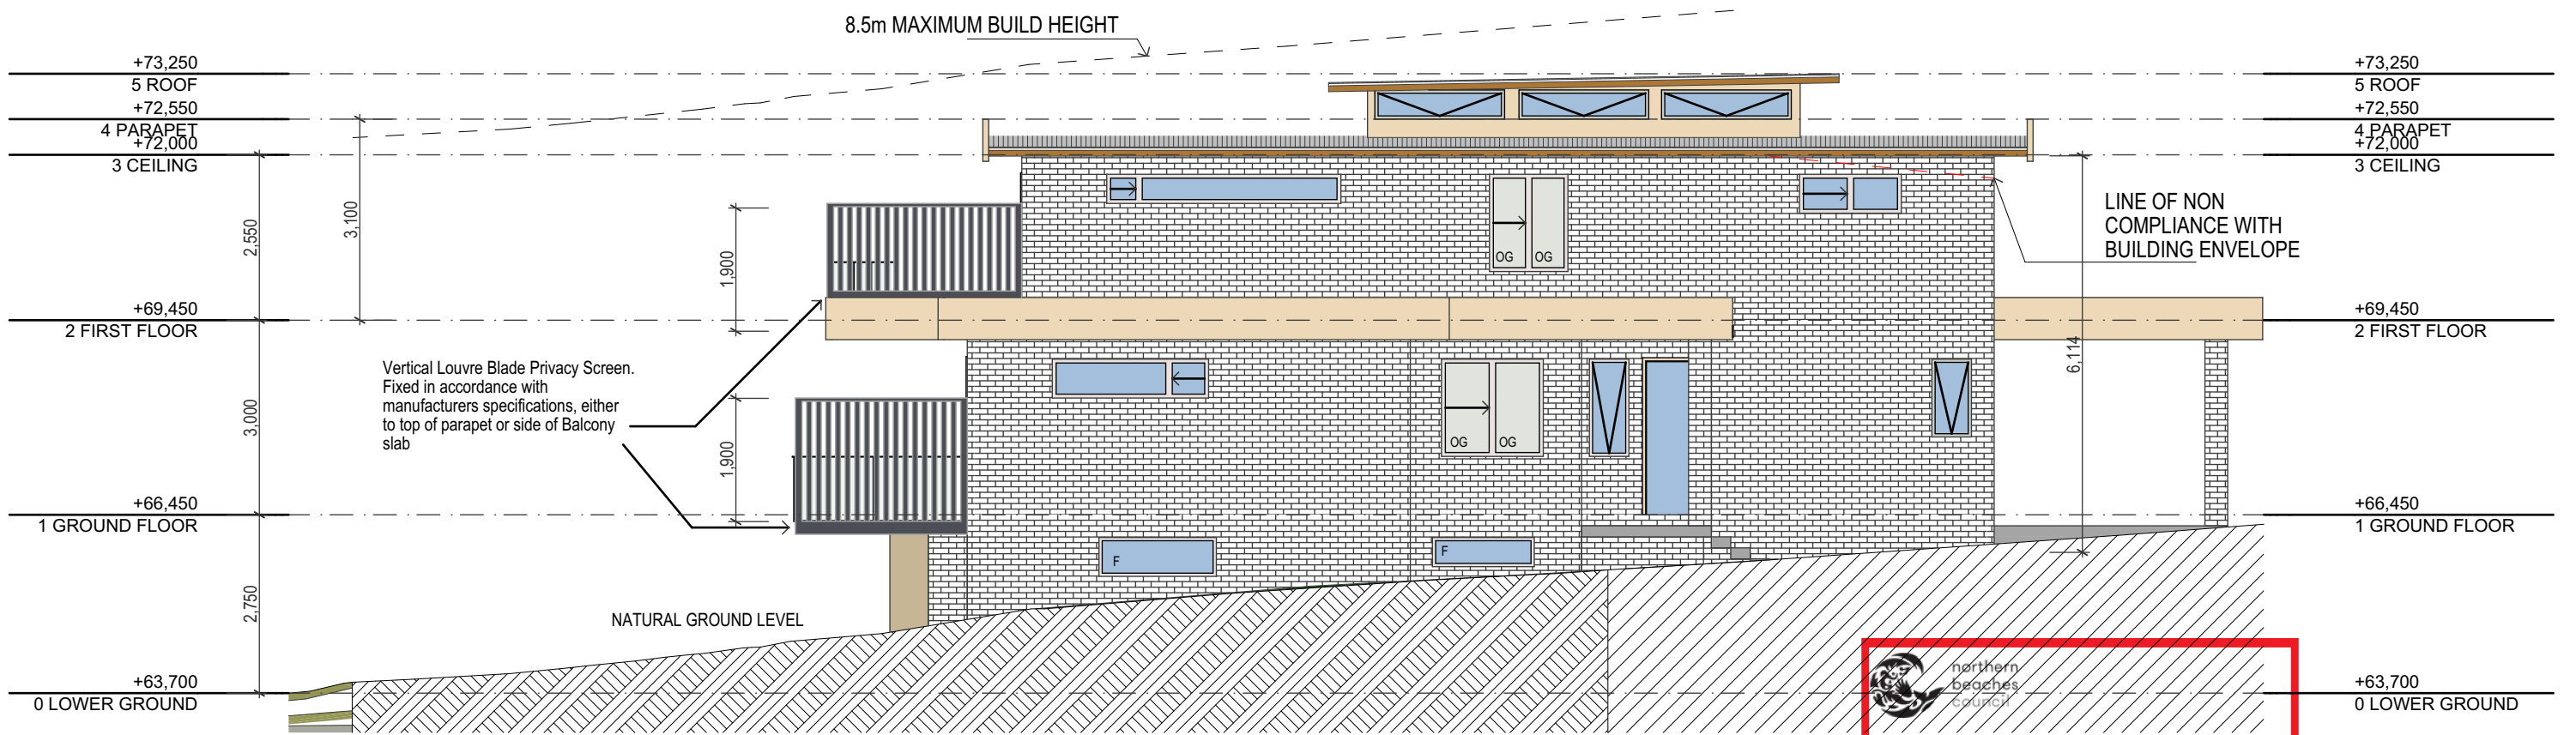 8.5m MAXIMUM BUILD HEIGHT
+73,250
5 ROOF
+72,550
4 PARAPET
+72,000
3 CEILING
+69,450
2 FIRST FLOOR
+66,450
1 GROUND FLOOR
+63,700
0 LOWER GROUND
2,550
3,000
2,750
3,100
1,900
1,900
Vertical Louvre Blade Privacy Screen.
Fixed in accordance with
manufacturers specifications, either
to top of parapet or side of Balcony
slab
NATURAL GROUND LEVEL
OG OG
OG OG
F
F
6,114
LINE OF NON
COMPLIANCE WITH
BUILDING ENVELOPE
+73,250
5 ROOF
+72,550
4 PARAPET
+72,000
3 CEILING
+69,450
2 FIRST FLOOR
+66,450
1 GROUND FLOOR
+63,700
0 LOWER GROUND
northern
beaches
council